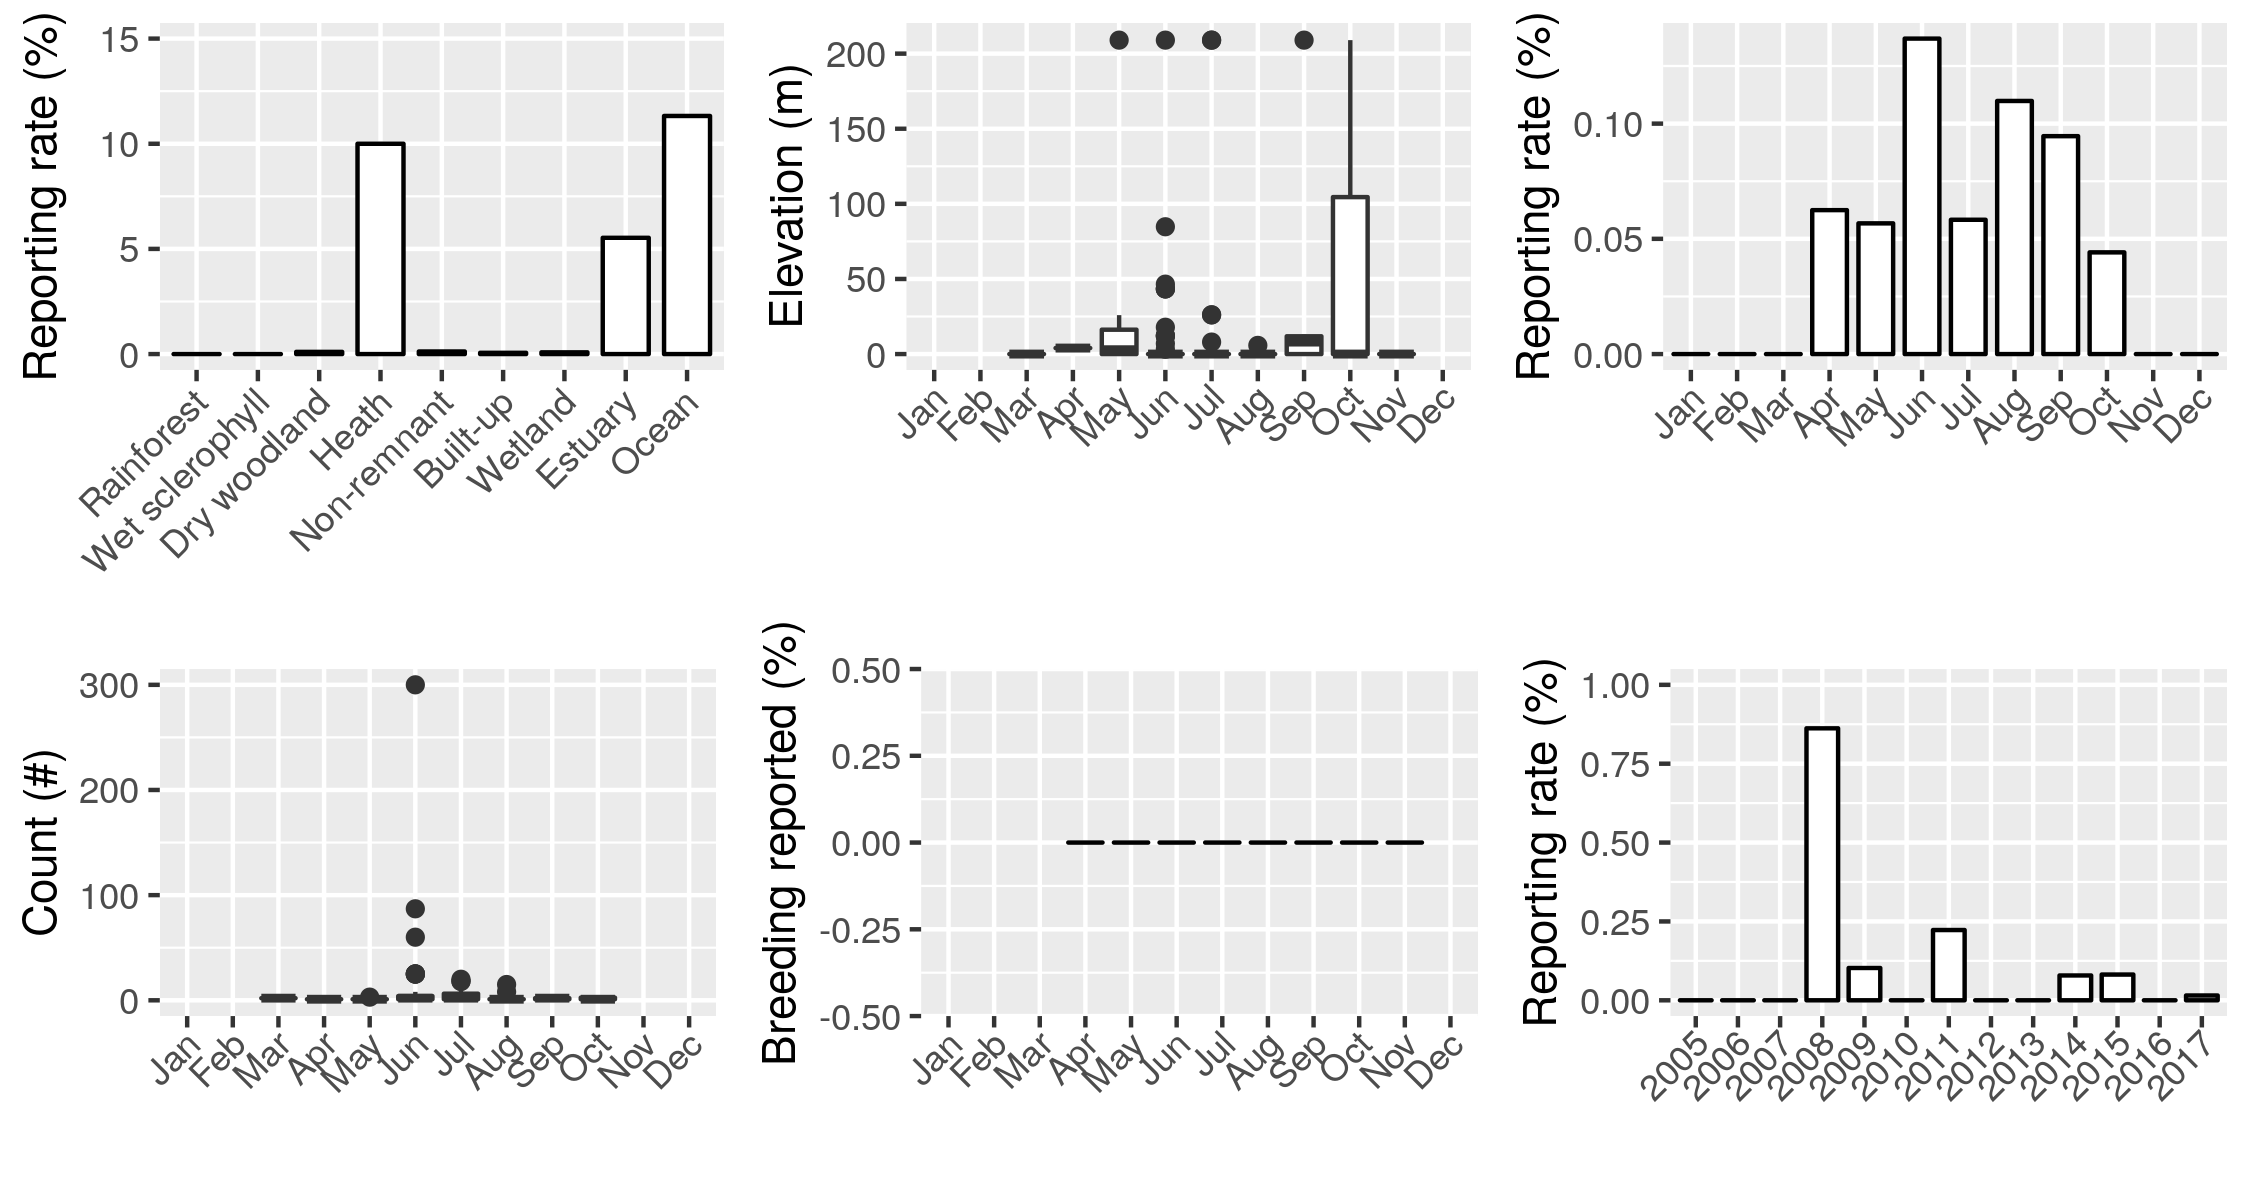 Reporting rate (%)
15
10
5
0
Rainforest
Wet sclerophyll
Dry woodland
Heath
Non-remnant
Built-up
Wetland
Estuary
Ocean
Elevation (m)
200
150
100
50
0
Jan
Feb
Mar
Apr
May
Jun
Jul
Aug
Sep
Oct
Nov
Dec
Reporting rate (%)
0.10
0.05
0.00
Jan
Feb
Mar
Apr
May
Jun
Jul
Aug
Sep
Oct
Nov
Dec
Count (#)
300
200
100
0
Jan
Feb
Mar
Apr
May
Jun
Jul
Aug
Sep
Oct
Nov
Dec
Breeding reported (%)
0.50
0.25
0.00
-0.25
-0.50
Jan
Feb
Mar
Apr
May
Jun
Jul
Aug
Sep
Oct
Nov
Dec
Reporting rate (%)
1.00
0.75
0.50
0.25
0.00
2005
2006
2007
2008
2009
2010
2011
2012
2013
2014
2015
2016
2017